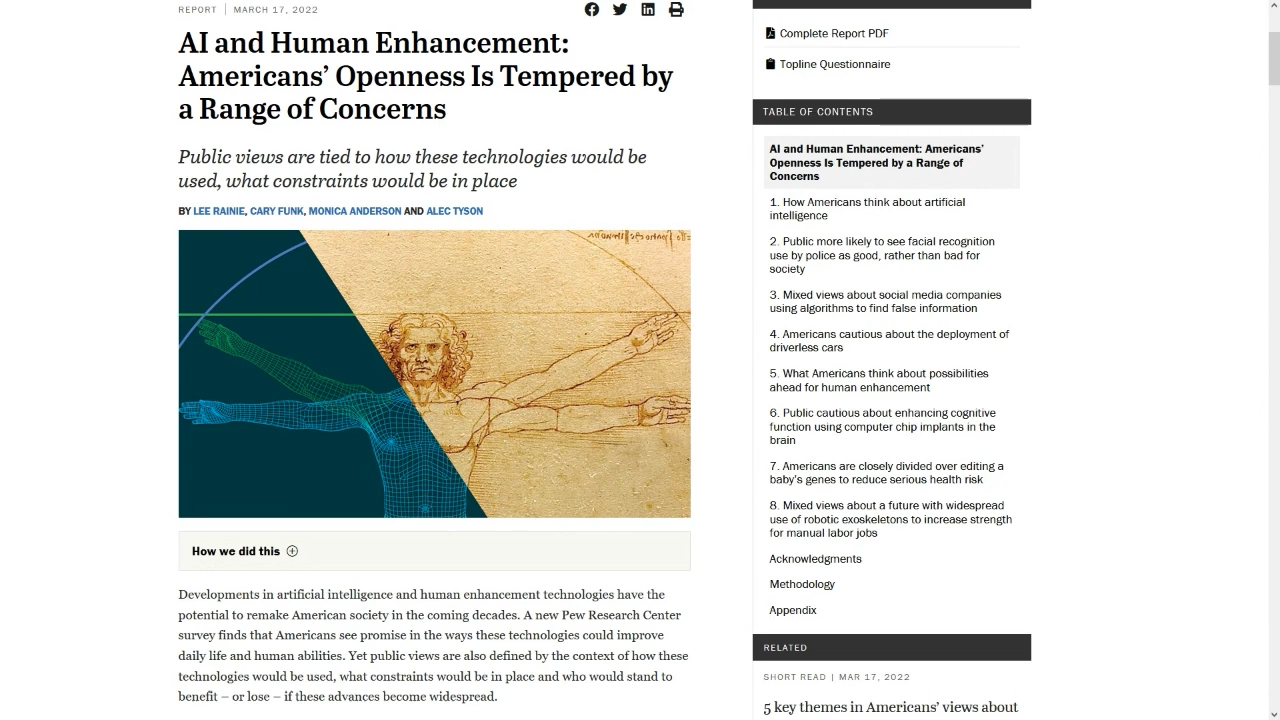 REPORT | MARCH 17, 2022
AI and Human Enhancement:
Americans’ Openness Is Tempered by
a Range of Concerns
Public views are tied to how these technologies would be
used, what constraints would be in place
BY LEE RAINIE, CARY FUNK, MONICA ANDERSON AND ALEC TYSON
How we did this
Developments in artificial intelligence and human enhancement technologies have the
potential to remake American society in the coming decades. A new Pew Research Center
survey finds that Americans see promise in the ways these technologies could improve
daily life and human abilities. Yet public views are also defined by the context of how these
technologies would be used, what constraints would be in place and who would stand to
benefit – or lose – if these advances become widespread.
Complete Report PDF
Topline Questionnaire
TABLE OF CONTENTS
AI and Human Enhancement: Americans’
Openness Is Tempered by a Range of
Concerns
1. How Americans think about artificial
intelligence
2. Public more likely to see facial recognition
use by police as good, rather than bad for
society
3. Mixed views about social media companies
using algorithms to find false information
4. Americans cautious about the deployment of
driverless cars
5. What Americans think about possibilities
ahead for human enhancement
6. Public cautious about enhancing cognitive
function using computer chip implants in the
brain
7. Americans are closely divided over editing a
baby’s genes to reduce serious health risk
8. Mixed views about a future with widespread
use of robotic exoskeletons to increase strength
for manual labor jobs
Acknowledgments
Methodology
Appendix
RELATED
SHORT READ | MAR 17, 2022
5 key themes in Americans’ views about